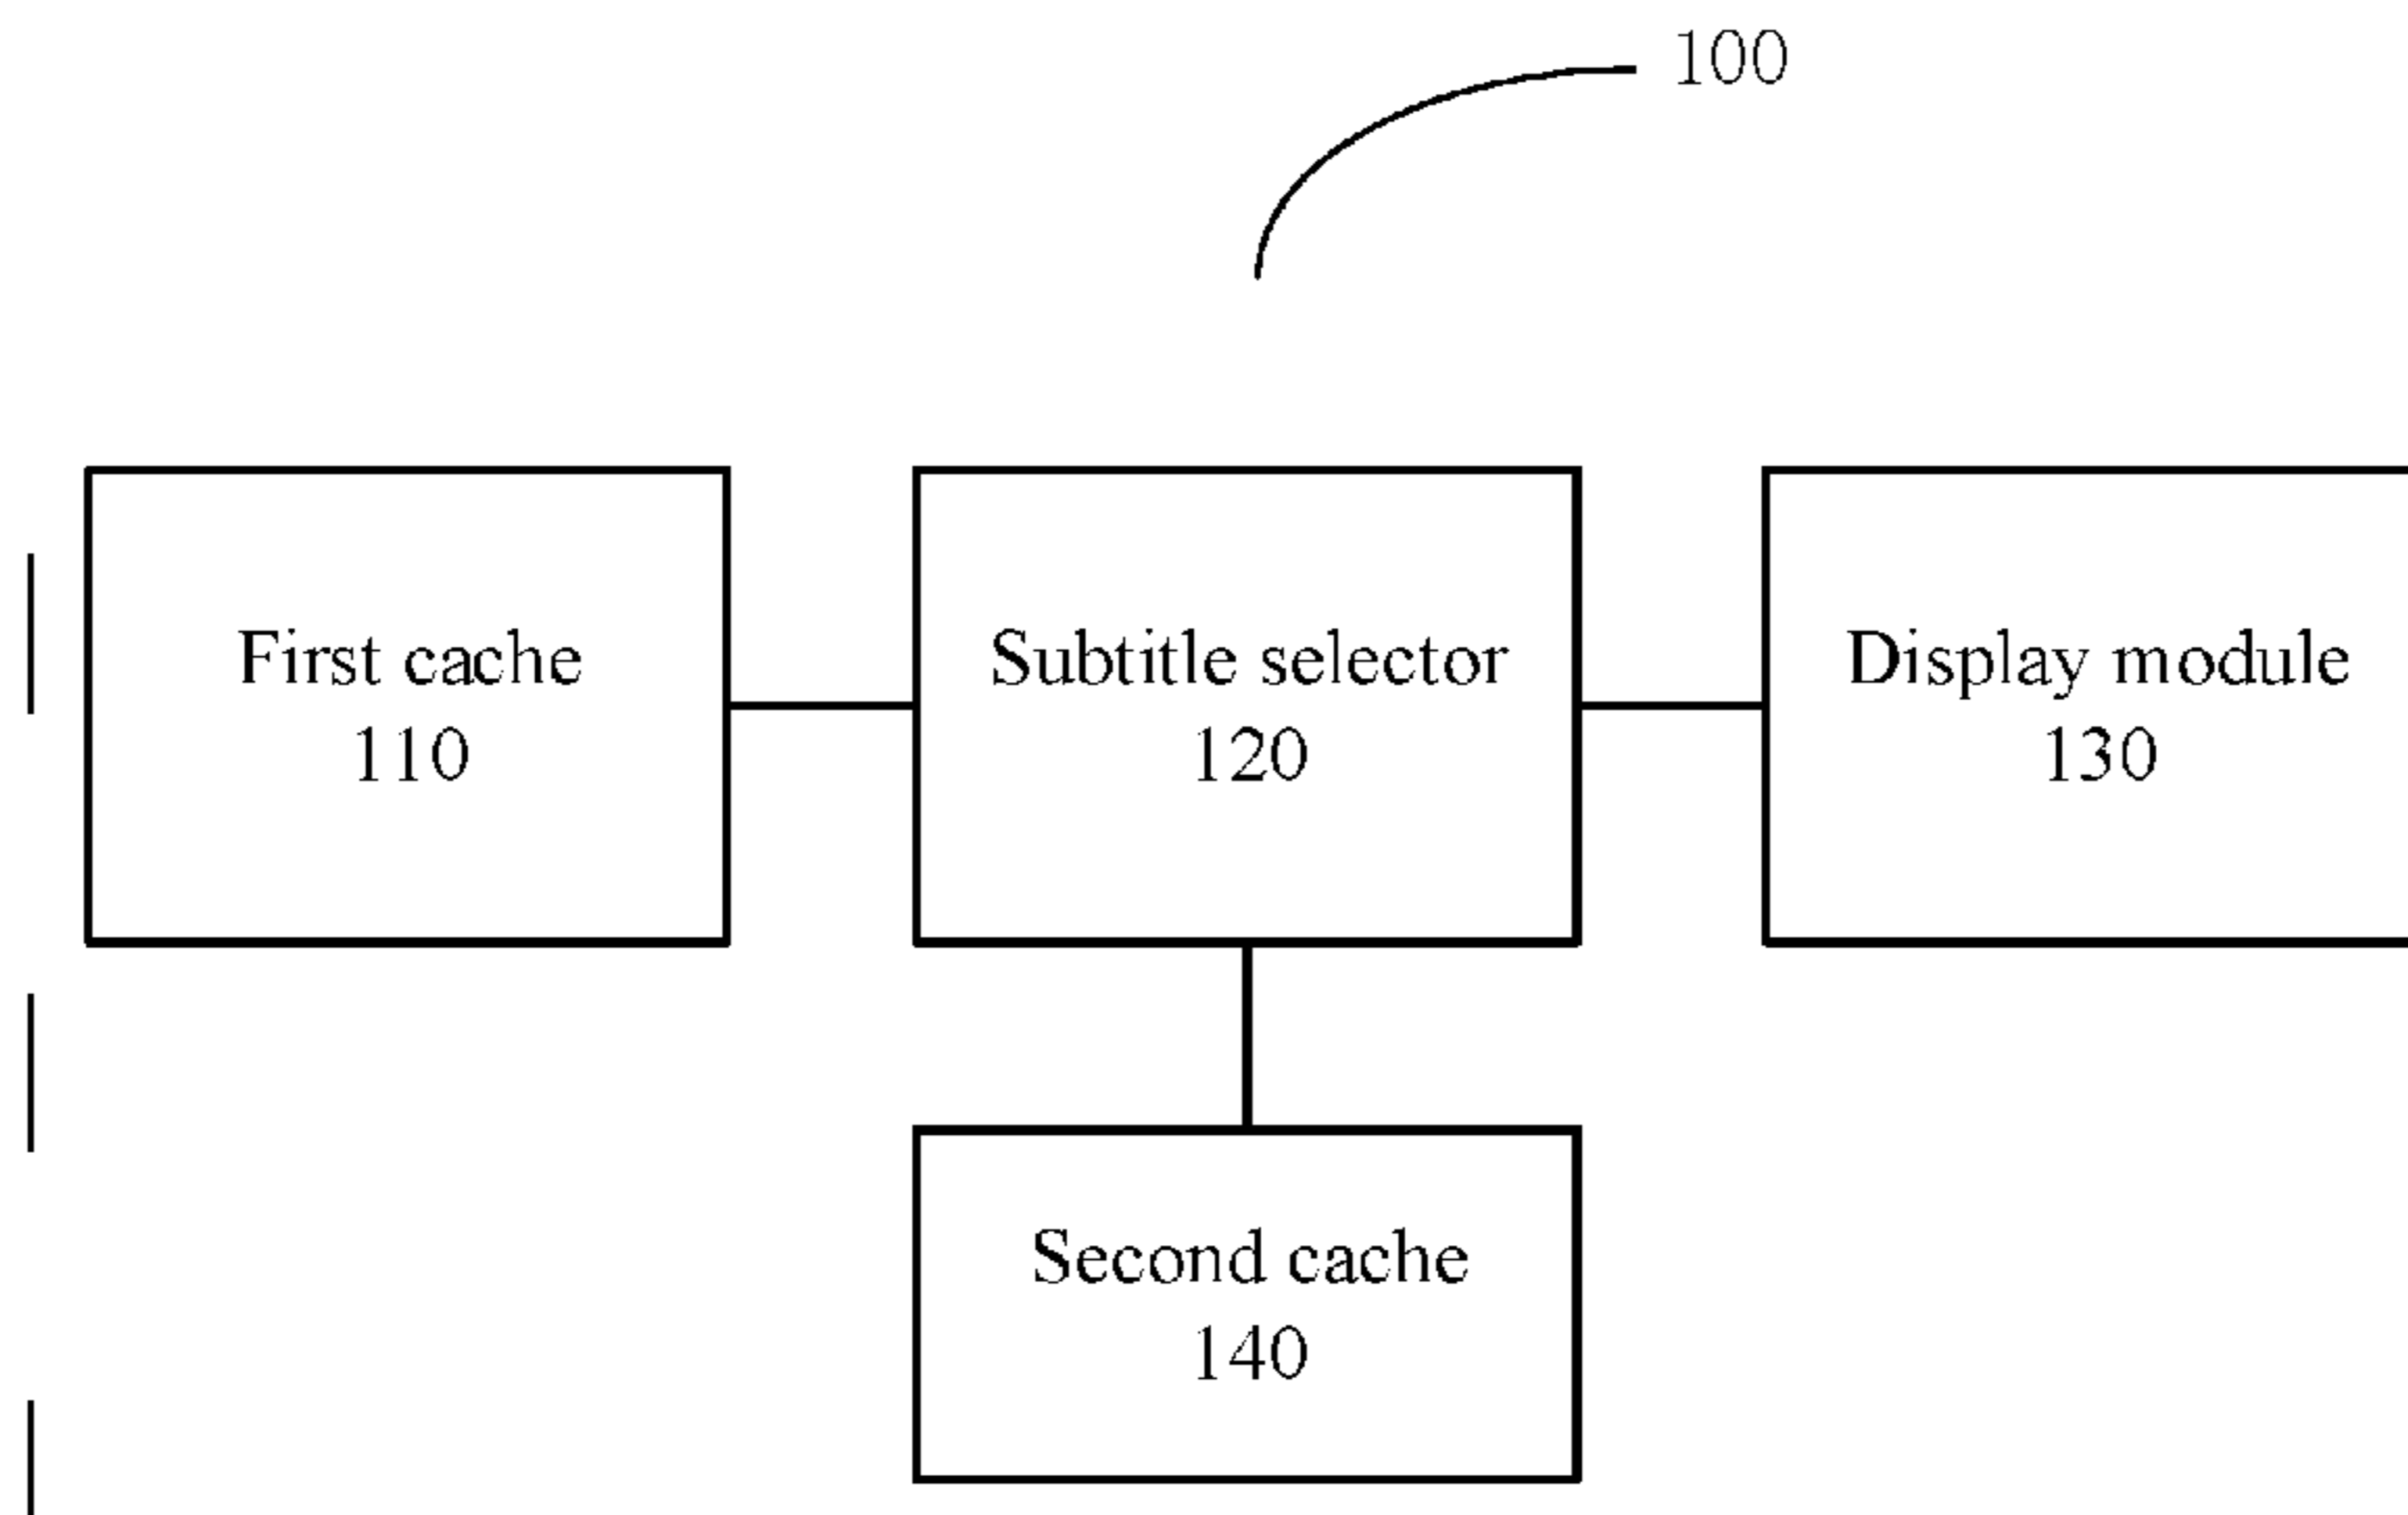 100
First cache
110
Subtitle selector
120
Display module
130
Second cache
140